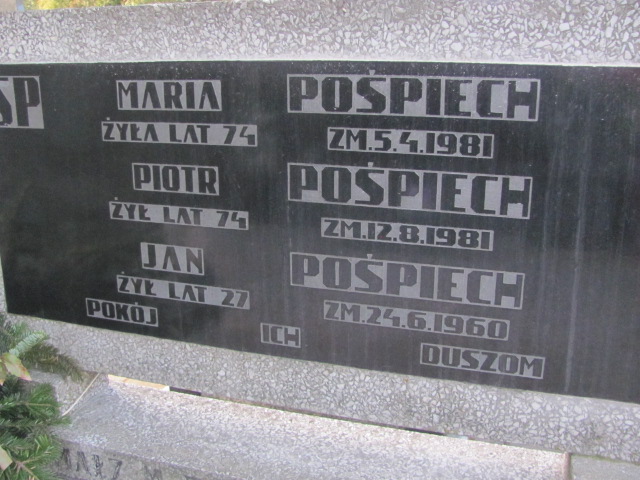 ŚP
MARIA POŚPIECH
ŻYŁA LAT 74 ZM.5.4.1981
PIOTR POŚPIECH
ŻYŁ LAT 74 ZM.12.8.1981
JAN POŚPIECH
ŻYŁ LAT 27 ZM.24.6.1960
POKÓJ ICH DUSZOM